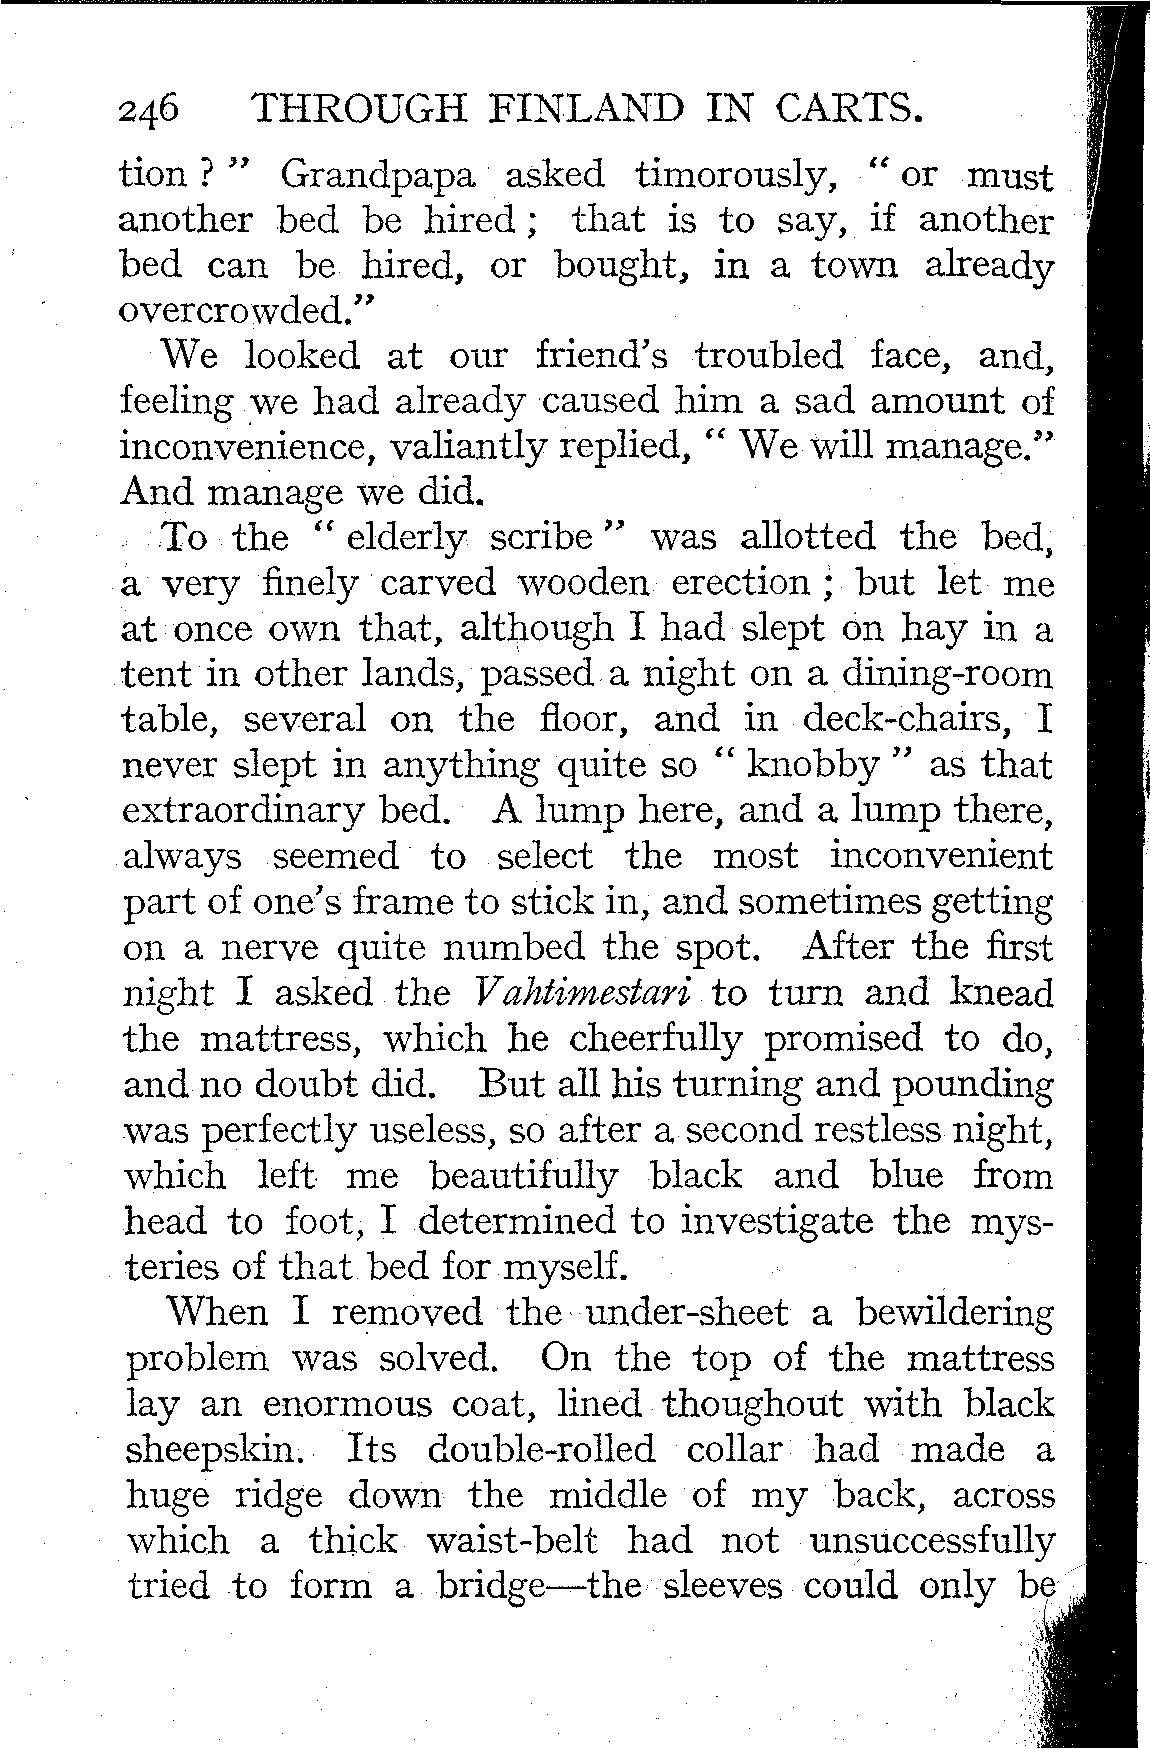 246 THROUGH FINLAND IN CARTS.
tion ? " Grandpapa asked timorously, " or must
another bed be hired ; that is to say, if another
bed can be hired, or bought, in a town already
overcrowded."
We looked at our friend's troubled face, and,
feeling we had already caused him a sad amount of
inconvenience, valiantly replied, " We will manage."
And manage we did.
To the " elderly scribe " was allotted the bed,
a very finely carved wooden erection ; but let me
at once own that, although I had slept on hay in a
tent in other lands, passed a night on a dining-room
table, several on the floor, and in deck-chairs, I
never slept in anything quite so " knobby " as that
extraordinary bed. A lump here, and a lump there,
always seemed to select the most inconvenient
part of one's frame to stick in, and sometimes getting
on a nerve quite numbed the spot. After the first
night I asked the Vahtimestari to turn and knead
the mattress, which he cheerfully promised to do,
and no doubt did. But all his turning and pounding
was perfectly useless, so after a second restless night,
which left me beautifully black and blue from
head to foot, I determined to investigate the mys-
teries of that bed for myself.
When I removed the under-sheet a bewildering
problem was solved. On the top of the mattress
lay an enormous coat, lined thoughout with black
sheepskin. Its double-rolled collar had made a
huge ridge down the middle of my back, across
which a thick waist-belt had not unsuccessfully
tried to form a bridge—the sleeves could only be